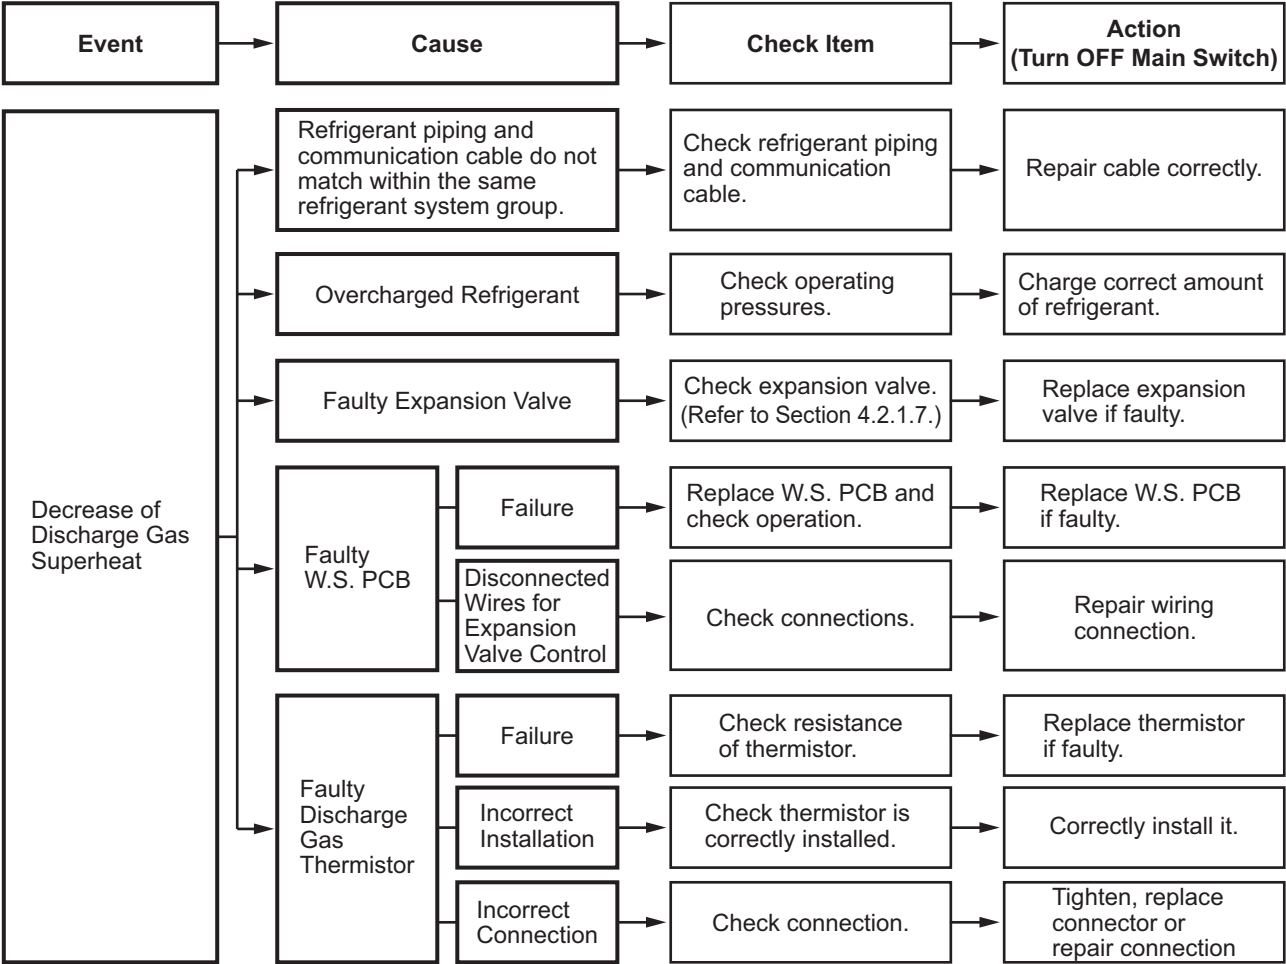 Event
Cause
Check Item
Action
(Turn OFF Main Switch)
Decrease of
Discharge Gas
Superheat
Refrigerant piping and
communication cable do not
match within the same
refrigerant system group.
Check refrigerant piping
and communication
cable.
Repair cable correctly.
Overcharged Refrigerant
Check operating
pressures.
Charge correct amount
of refrigerant.
Faulty Expansion Valve
Check expansion valve.
(Refer to Section 4.2.1.7.)
Replace expansion
valve if faulty.
Faulty
W.S. PCB
Failure
Replace W.S. PCB and
check operation.
Replace W.S. PCB
if faulty.
Disconnected
Wires for
Expansion
Valve Control
Check connections.
Repair wiring
connection.
Faulty
Discharge
Gas
Thermistor
Failure
Check resistance
of thermistor.
Replace thermistor
if faulty.
Incorrect
Installation
Check thermistor is
correctly installed.
Correctly install it.
Incorrect
Connection
Check connection.
Tighten, replace
connector or
repair connection